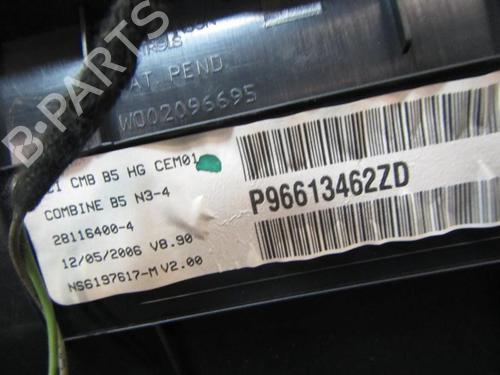 AT. PEND.
W002096695
CMB B5 HG CEM01
COMBINE B5 N3-4
28116400-4
12/05/2006 V8.90
NS6197617-M V2.00
P96613462ZD
B-PARTS